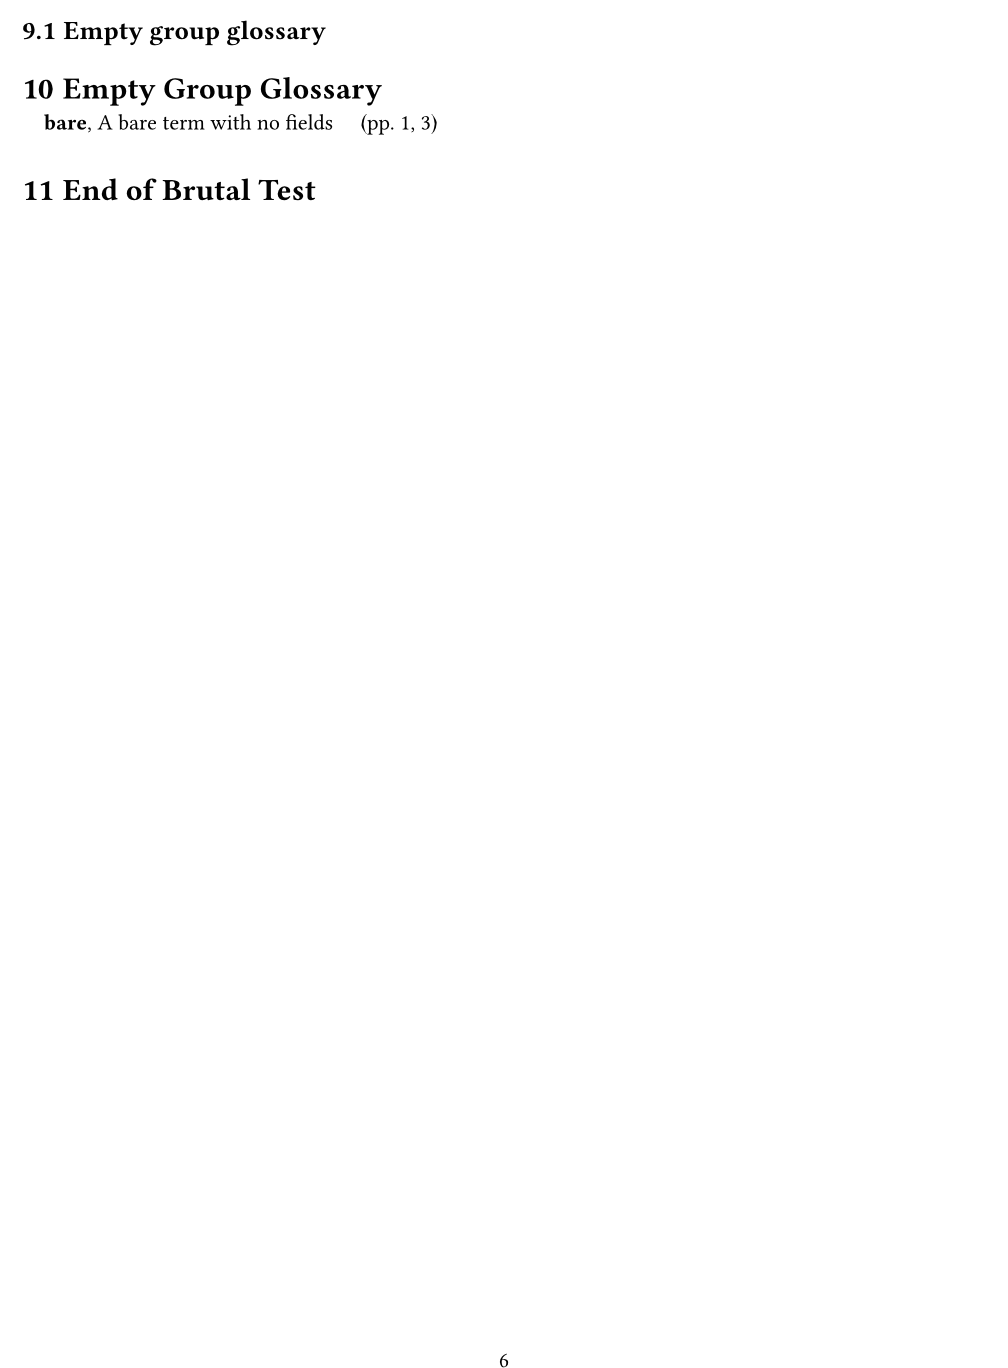 9.1 Empty group glossary
10 Empty Group Glossary
bare, A bare term with no fields (pp. 1, 3)
11 End of Brutal Test
6